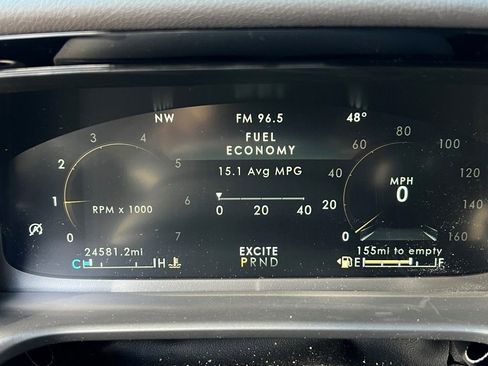 NW FM 96.5 48°
FUEL
ECONOMY
15.1 Avg MPG
0 20 40
0 1 2 3 4 5 6 7
RPM x 1000
24581.2mi
C H
EXCITE
PRND
0 20 40 60 80 100 120 140 160
MPH
0
155mi to empty
E F